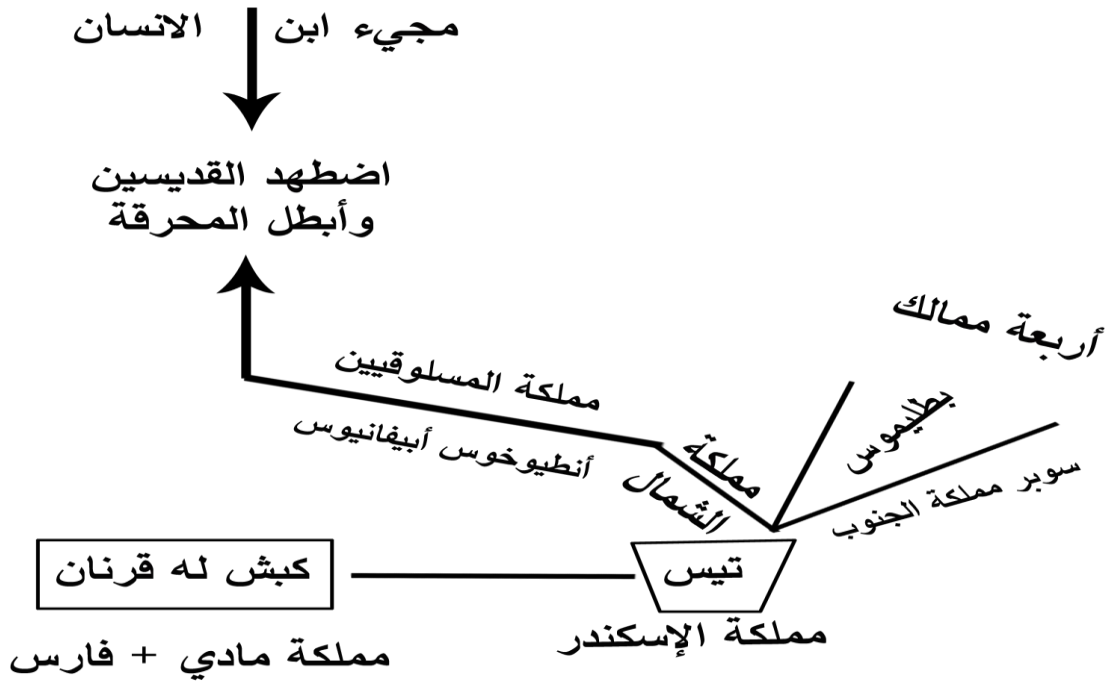 مجيء ابن الانسان
اضطهد القديسين
وأبطل المحرقة
أربعة ممالك
بطليموس
سوبر مملكة الجنوب
مملكة
الشمال
مملكة المسلوقيين
أنطيوخوس أبيفانيوس
تيس
مملكة الإسكندر
كبش له قرنان
مملكة مادي + فارس